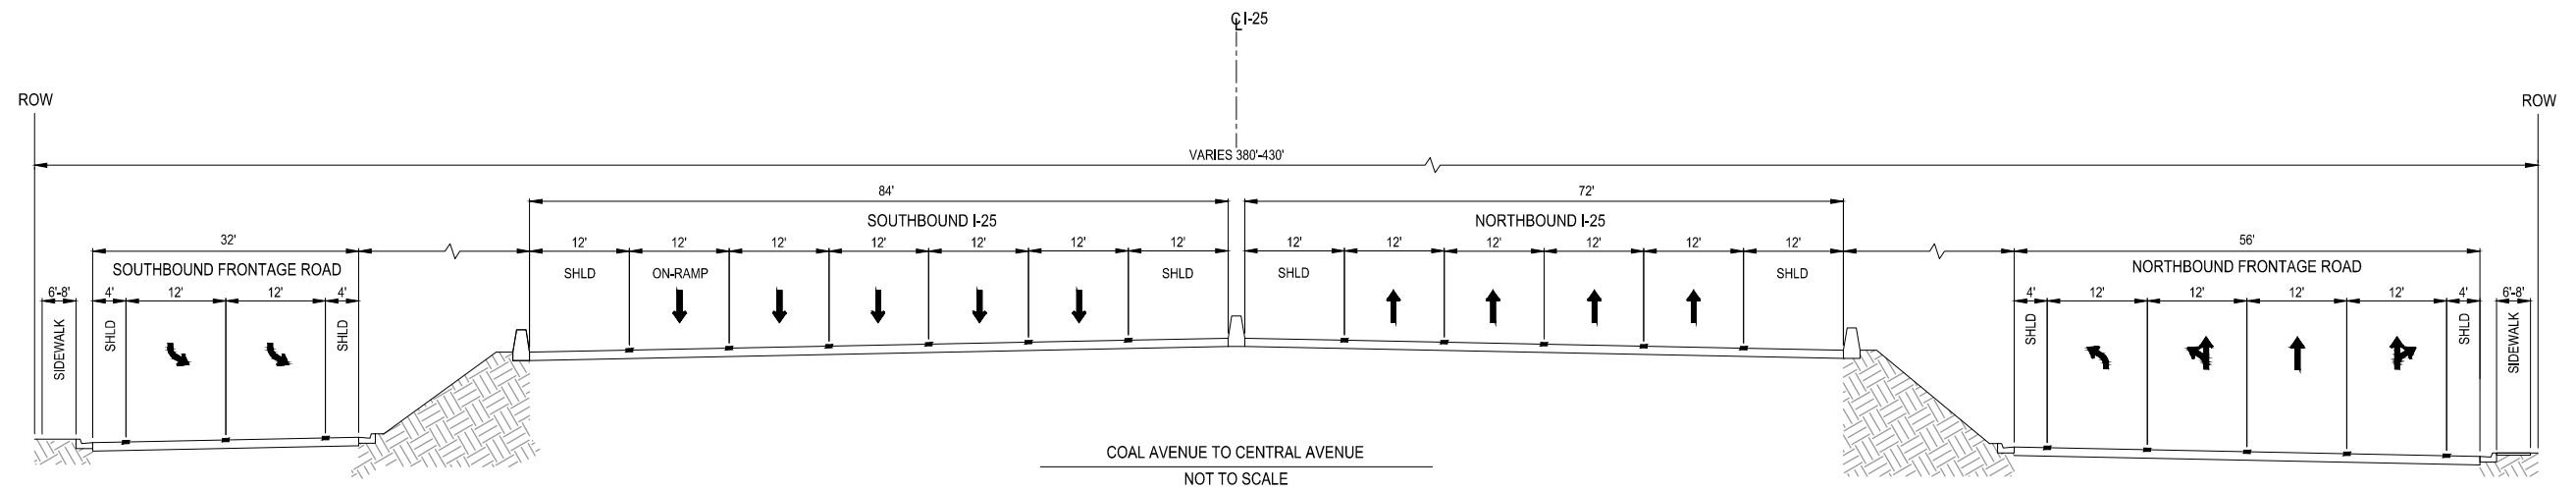 ℄ I-25
ROW
ROW
VARIES 380'-430'
84'
72'
SOUTHBOUND I-25
NORTHBOUND I-25
32'
12' 12' 12' 12' 12' 12' 12'
12' 12' 12' 12' 12' 12'
56'
SOUTHBOUND FRONTAGE ROAD
SHLD ON-RAMP SHLD
SHLD SHLD
NORTHBOUND FRONTAGE ROAD
6'-8' 4' 12' 12' 4'
4' 12' 12' 12' 12' 4' 6'-8'
SIDEWALK
SHLD
SHLD
SHLD
SHLD
SIDEWALK
COAL AVENUE TO CENTRAL AVENUE
NOT TO SCALE